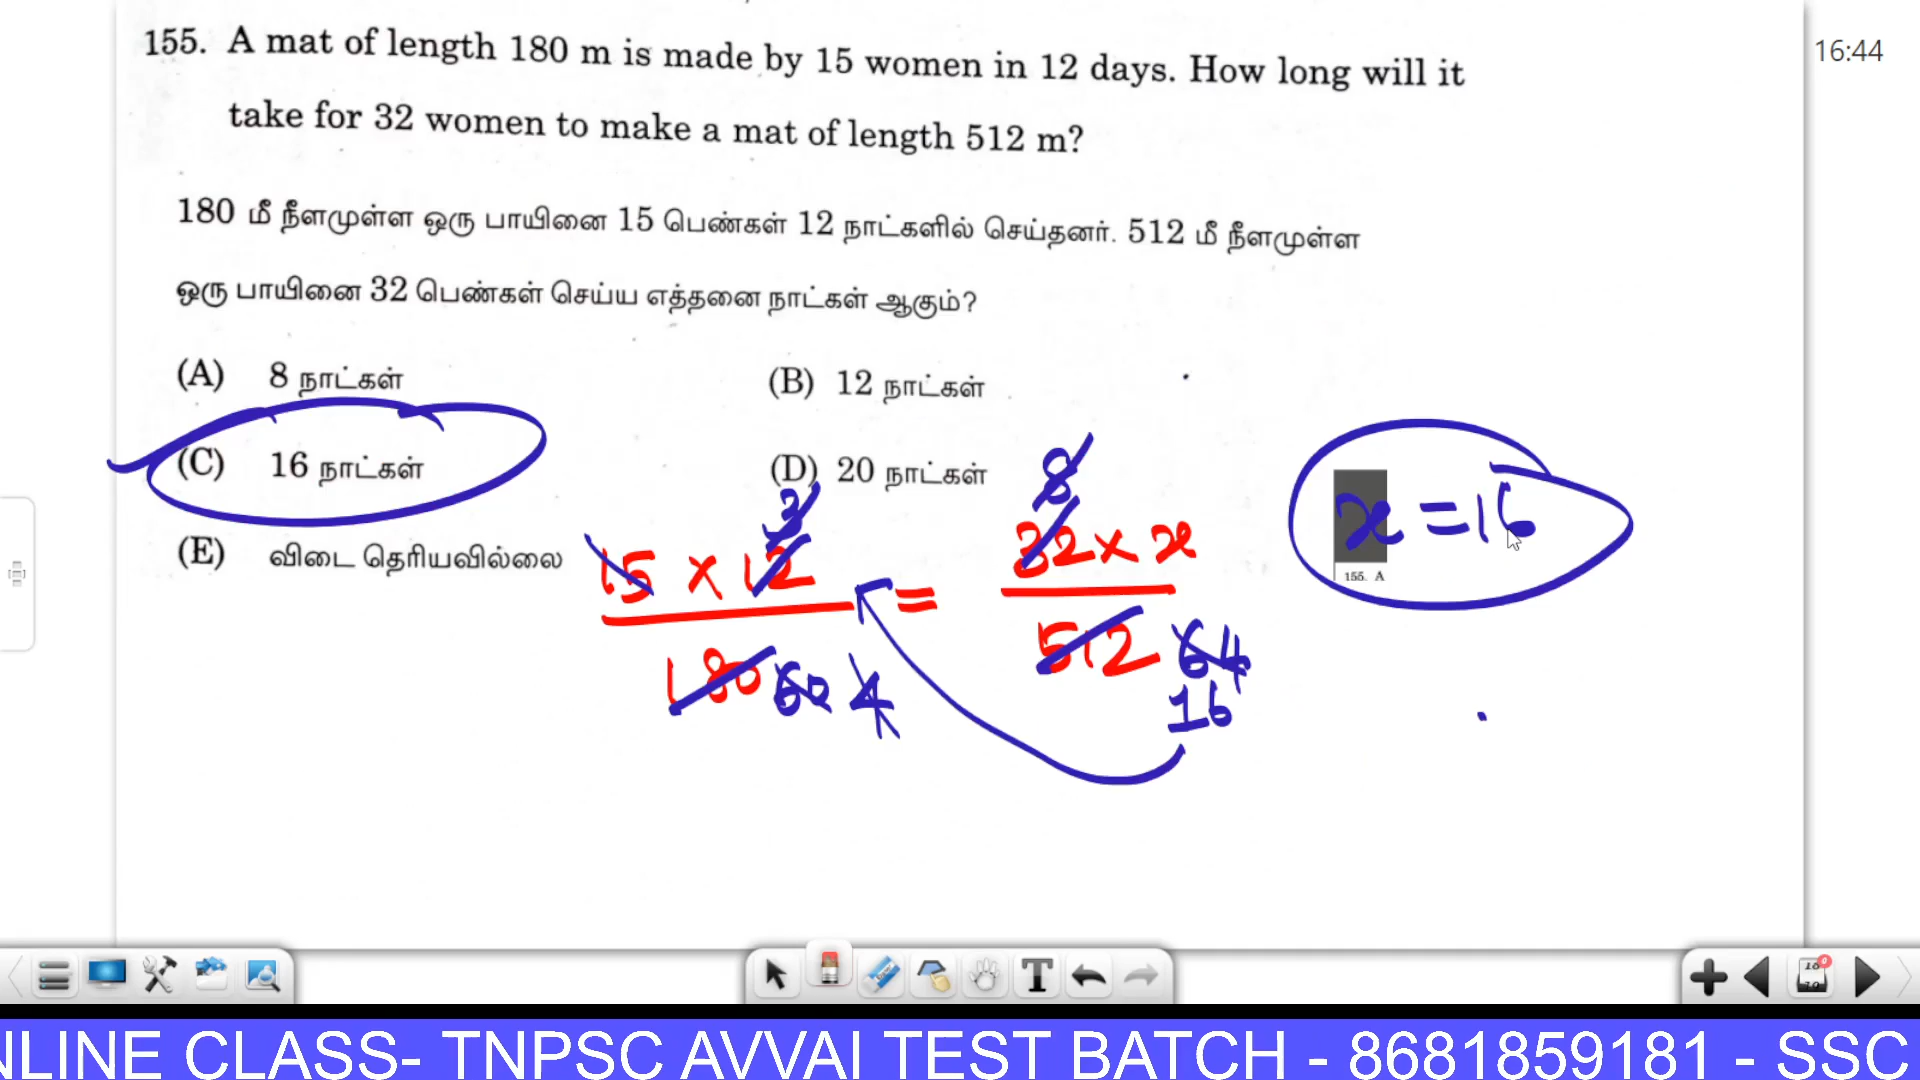 155. A mat of length 180 m is made by 15 women in 12 days. How long will it
take for 32 women to make a mat of length 512 m?
16:44
180 மீ நீளமுள்ள ஒரு பாயினை 15 பெண்கள் 12 நாட்களில் செய்தனர். 512 மீ நீளமுள்ள
ஒரு பாயினை 32 பெண்கள் செய்ய எத்தனை நாட்கள் ஆகும்?
(A) 8 நாட்கள்
(B) 12 நாட்கள்
(C) 16 நாட்கள்
(D) 20 நாட்கள்
(E) விடை தெரியவில்லை
3
8
15 × 12 = 32 × x
180 60 4
512 64
16
x = 16
155. A
T
NLINE CLASS- TNPSC AVVAI TEST BATCH - 8681859181 - SSC